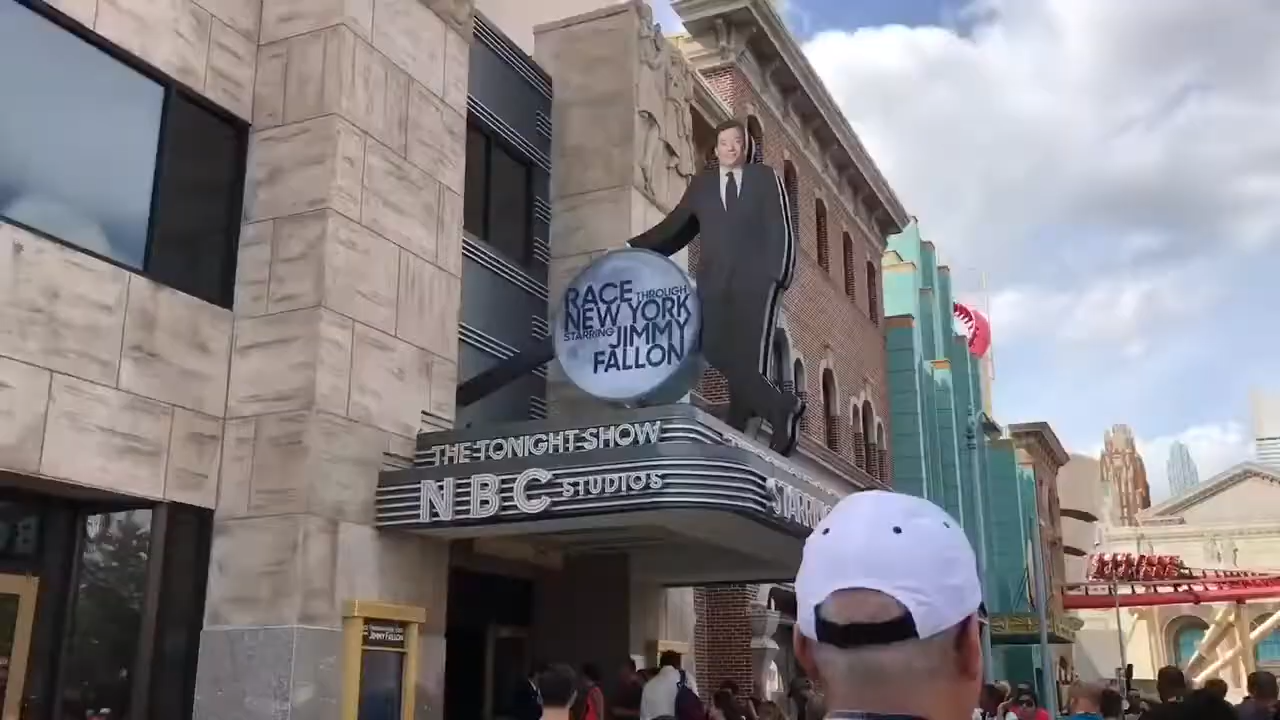 RACE THROUGH
NEW YORK
STARRING JIMMY
FALLON
THE TONIGHT SHOW
NBC STUDIOS
STARRING
JIMMY FALLON